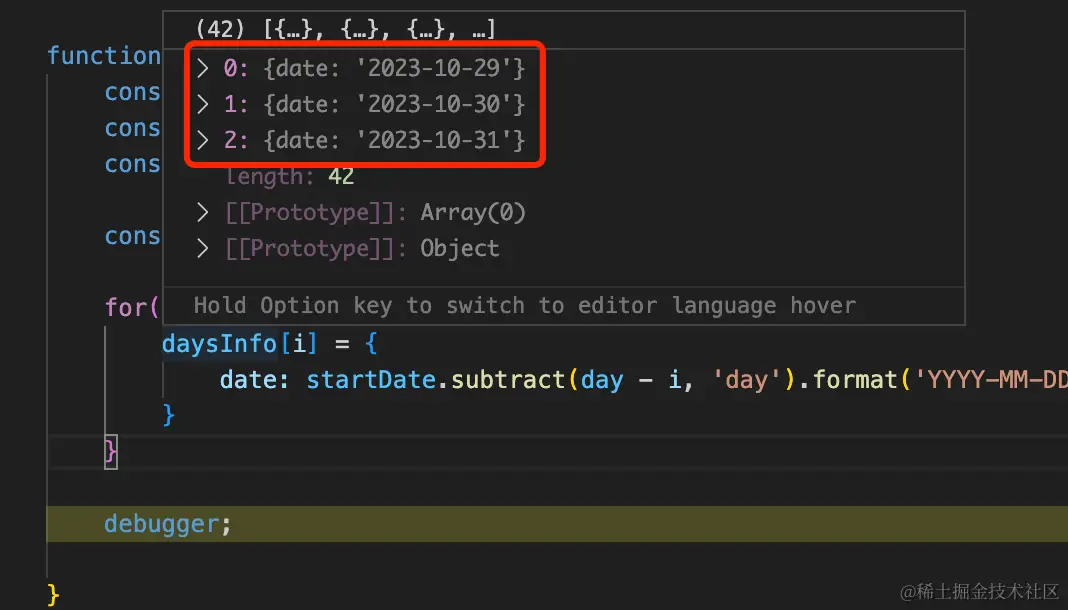 (42) [{…}, {…}, {…}, …]
function
cons
cons
cons
cons
0: {date: '2023-10-29'}
1: {date: '2023-10-30'}
2: {date: '2023-10-31'}
length: 42
[[Prototype]]: Array(0)
[[Prototype]]: Object
Hold Option key to switch to editor language hover
for(
daysInfo[i] = {
date: startDate.subtract(day - i, 'day').format('YYYY-MM-DD
}
}
debugger;
}
@稀土掘金技术社区